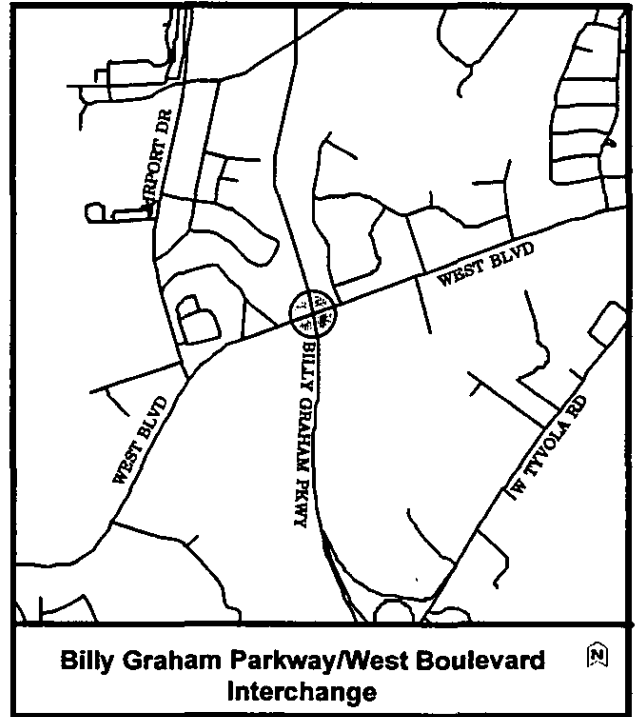 AIRPORT DR
WEST BLVD
BILLY GRAHAM PKWY
WEST BLVD
W TYVOLA RD
Billy Graham Parkway/West Boulevard
Interchange
N